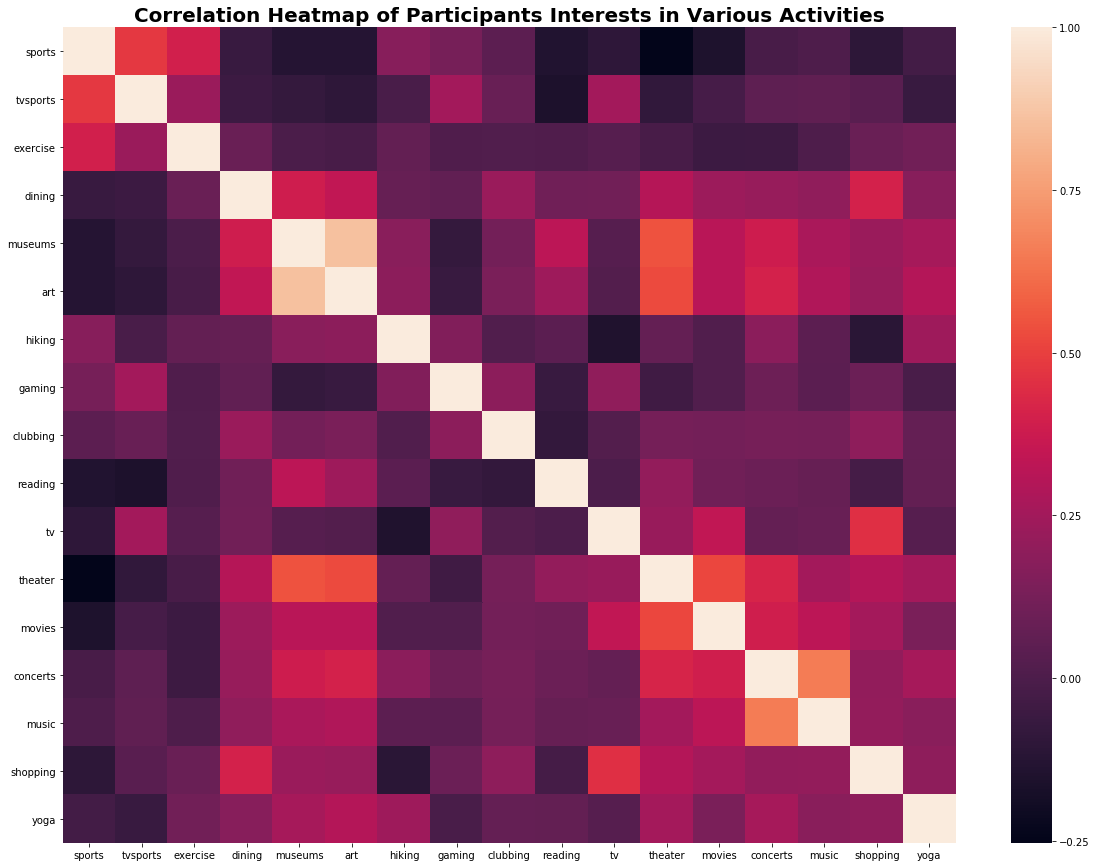 Correlation Heatmap of Participants Interests in Various Activities
sports
tvsports
exercise
dining
museums
art
hiking
gaming
clubbing
reading
tv
theater
movies
concerts
music
shopping
yoga
sports tvsports exercise dining museums art hiking gaming clubbing reading tv theater movies concerts music shopping yoga
1.00
0.75
0.50
0.25
0.00
−0.25